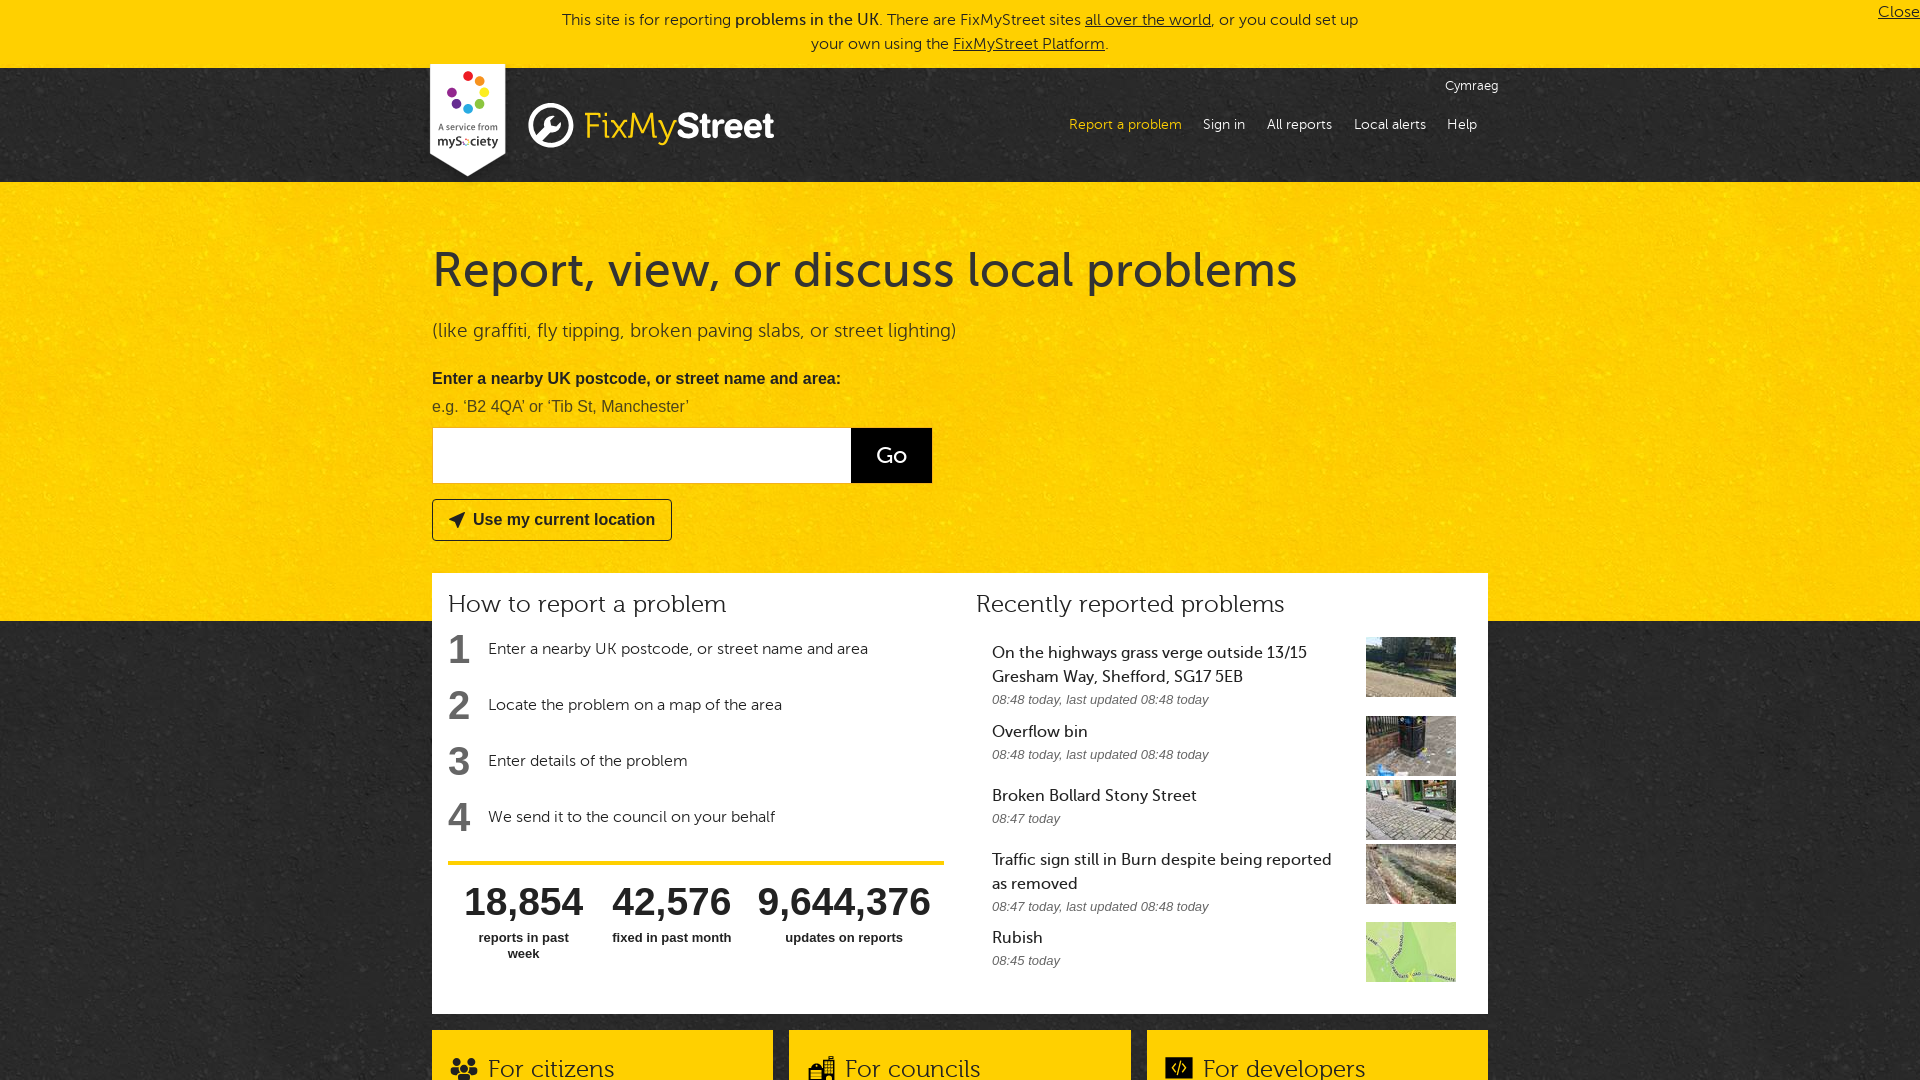 This site is for reporting problems in the UK. There are FixMyStreet sites all over the world, or you could set up
your own using the FixMyStreet Platform.
Close
A service from
mySociety
FixMyStreet
Cymraeg
Report a problem
Sign in
All reports
Local alerts
Help
Report, view, or discuss local problems
(like graffiti, fly tipping, broken paving slabs, or street lighting)
Enter a nearby UK postcode, or street name and area:
e.g. ‘B2 4QA’ or ‘Tib St, Manchester’
Go
Use my current location
How to report a problem
1 Enter a nearby UK postcode, or street name and area
2 Locate the problem on a map of the area
3 Enter details of the problem
4 We send it to the council on your behalf
18,854
reports in past
week
42,576
fixed in past month
9,644,376
updates on reports
Recently reported problems
On the highways grass verge outside 13/15
Gresham Way, Shefford, SG17 5EB
08:48 today, last updated 08:48 today
Overflow bin
08:48 today, last updated 08:48 today
Broken Bollard Stony Street
08:47 today
Traffic sign still in Burn despite being reported
as removed
08:47 today, last updated 08:48 today
Rubish
08:45 today
For citizens
For councils
For developers